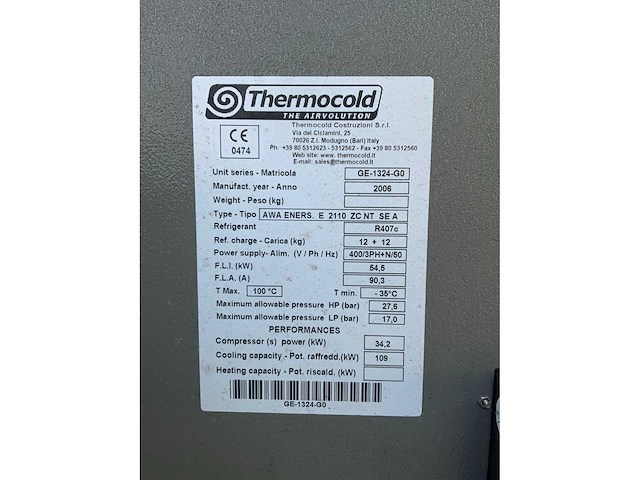 Thermocold
THE AIRVOLUTION
Thermocold Costruzioni S.r.l.
Via dei Ciclamini, 25
70026 Z.I. Modugno (Bari) Italy
Ph. +39 80 5312623 - 5312562 - Fax +39 80 5312560
Web site: www. thermocold.it
E-mail: sales@thermocold.it
CE
0474
Unit series - Matricola GE-1324-G0
Manufact. year - Anno 2006
Weight - Peso (kg)
Type - Tipo AWA ENERS. E 2110 ZC NT SE A
Refrigerant R407c
Ref. charge - Carica (kg) 12 + 12
Power supply- Alim. (V / Ph / Hz) 400/3PH+N/50
F.L.I. (kW) 54,5
F.L.A. (A) 90,3
T Max. 100 °C T min. - 35°C
Maximum allowable pressure HP (bar) 27,6
Maximum allowable pressure LP (bar) 17,0
PERFORMANCES
Compressor (s) power (kW) 34,2
Cooling capacity - Pot. raffredd.(kW) 109
Heating capacity - Pot. riscald. (kW)
GE-1324-G0